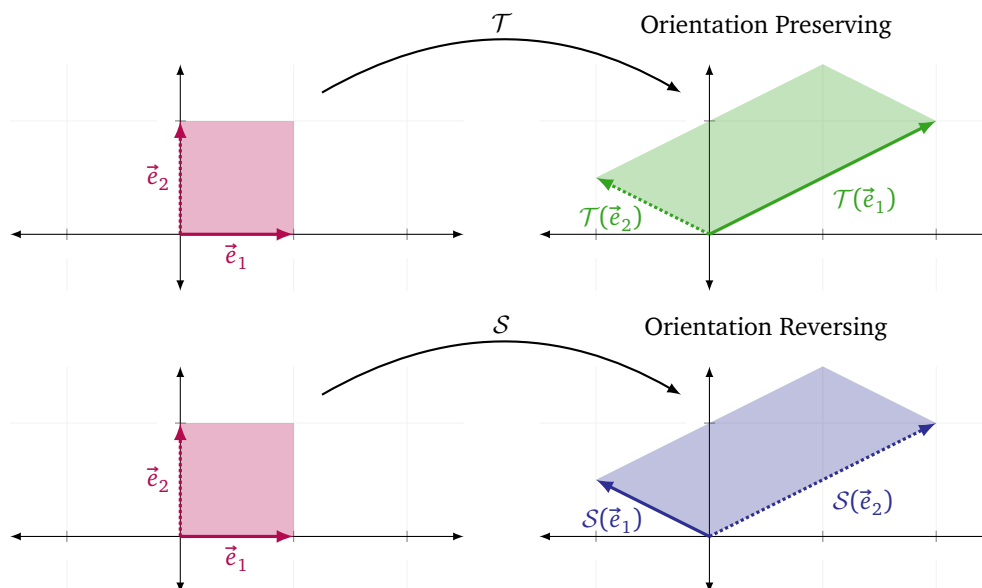 𝒯
Orientation Preserving
e⃗₂
e⃗₁
𝒯(e⃗₂)
𝒯(e⃗₁)
𝒮
Orientation Reversing
e⃗₂
e⃗₁
𝒮(e⃗₁)
𝒮(e⃗₂)